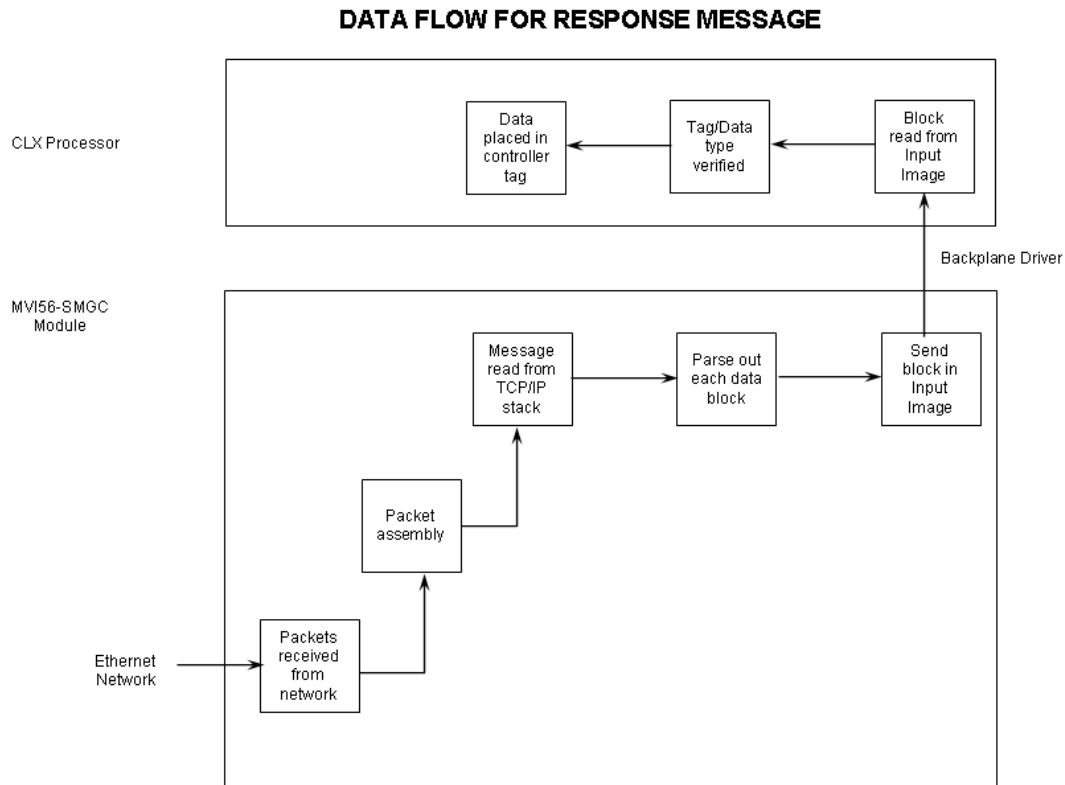 DATA FLOW FOR RESPONSE MESSAGE
CLX Processor
Data
placed in
controller
tag
Tag/Data
type
verified
Block
read from
Input
Image
Backplane Driver
MVI56-SMGC
Module
Message
read from
TCP/IP
stack
Parse out
each data
block
Send
block in
Input
Image
Packet
assembly
Packets
received
from
network
Ethernet
Network